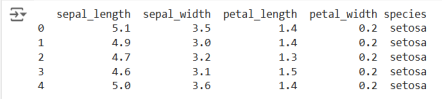 sepal_length sepal_width petal_length petal_width species
0 5.1 3.5 1.4 0.2 setosa
1 4.9 3.0 1.4 0.2 setosa
2 4.7 3.2 1.3 0.2 setosa
3 4.6 3.1 1.5 0.2 setosa
4 5.0 3.6 1.4 0.2 setosa